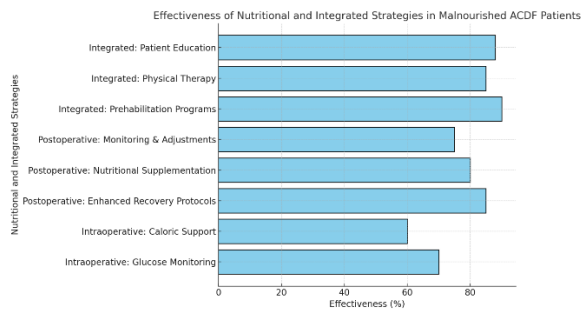 Effectiveness of Nutritional and Integrated Strategies in Malnourished ACDF Patients
Nutritional and Integrated Strategies
Integrated: Patient Education
Integrated: Physical Therapy
Integrated: Prehabilitation Programs
Postoperative: Monitoring & Adjustments
Postoperative: Nutritional Supplementation
Postoperative: Enhanced Recovery Protocols
Intraoperative: Caloric Support
Intraoperative: Glucose Monitoring
0 20 40 60 80
Effectiveness (%)